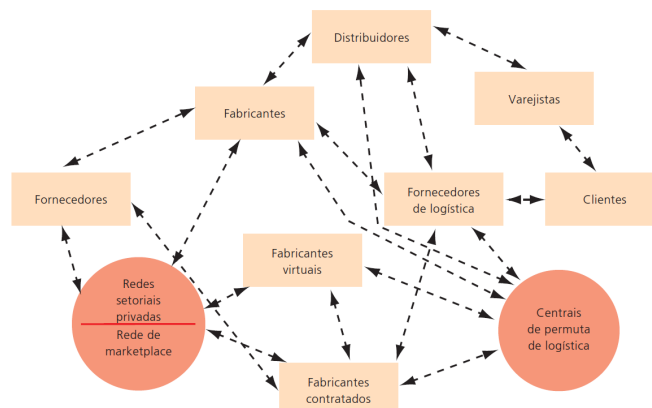 Distribuidores
Varejistas
Fabricantes
Fornecedores
Fornecedores
de logística
Clientes
Fabricantes
virtuais
Redes
setoriais
privadas
Rede de
marketplace
Centrais
de permuta
de logística
Fabricantes
contratados